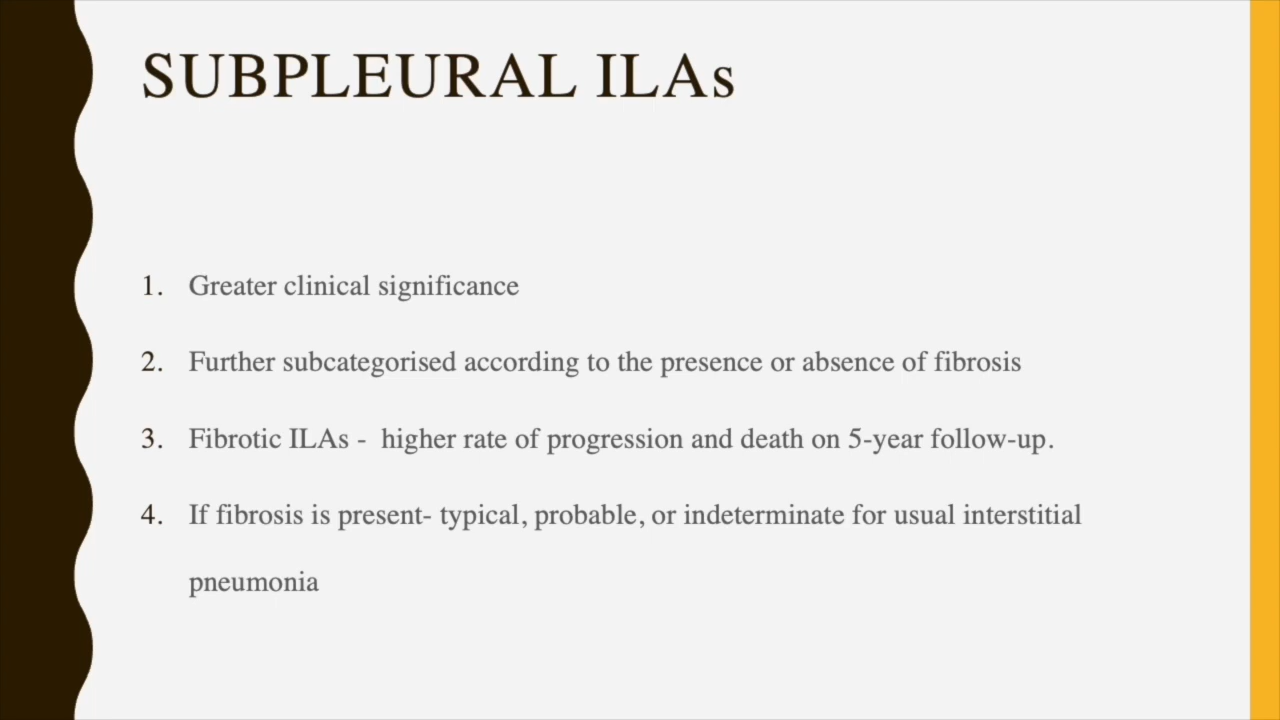 SUBPLEURAL ILAs
1. Greater clinical significance
2. Further subcategorised according to the presence or absence of fibrosis
3. Fibrotic ILAs -  higher rate of progression and death on 5-year follow-up.
4. If fibrosis is present- typical, probable, or indeterminate for usual interstitial
pneumonia